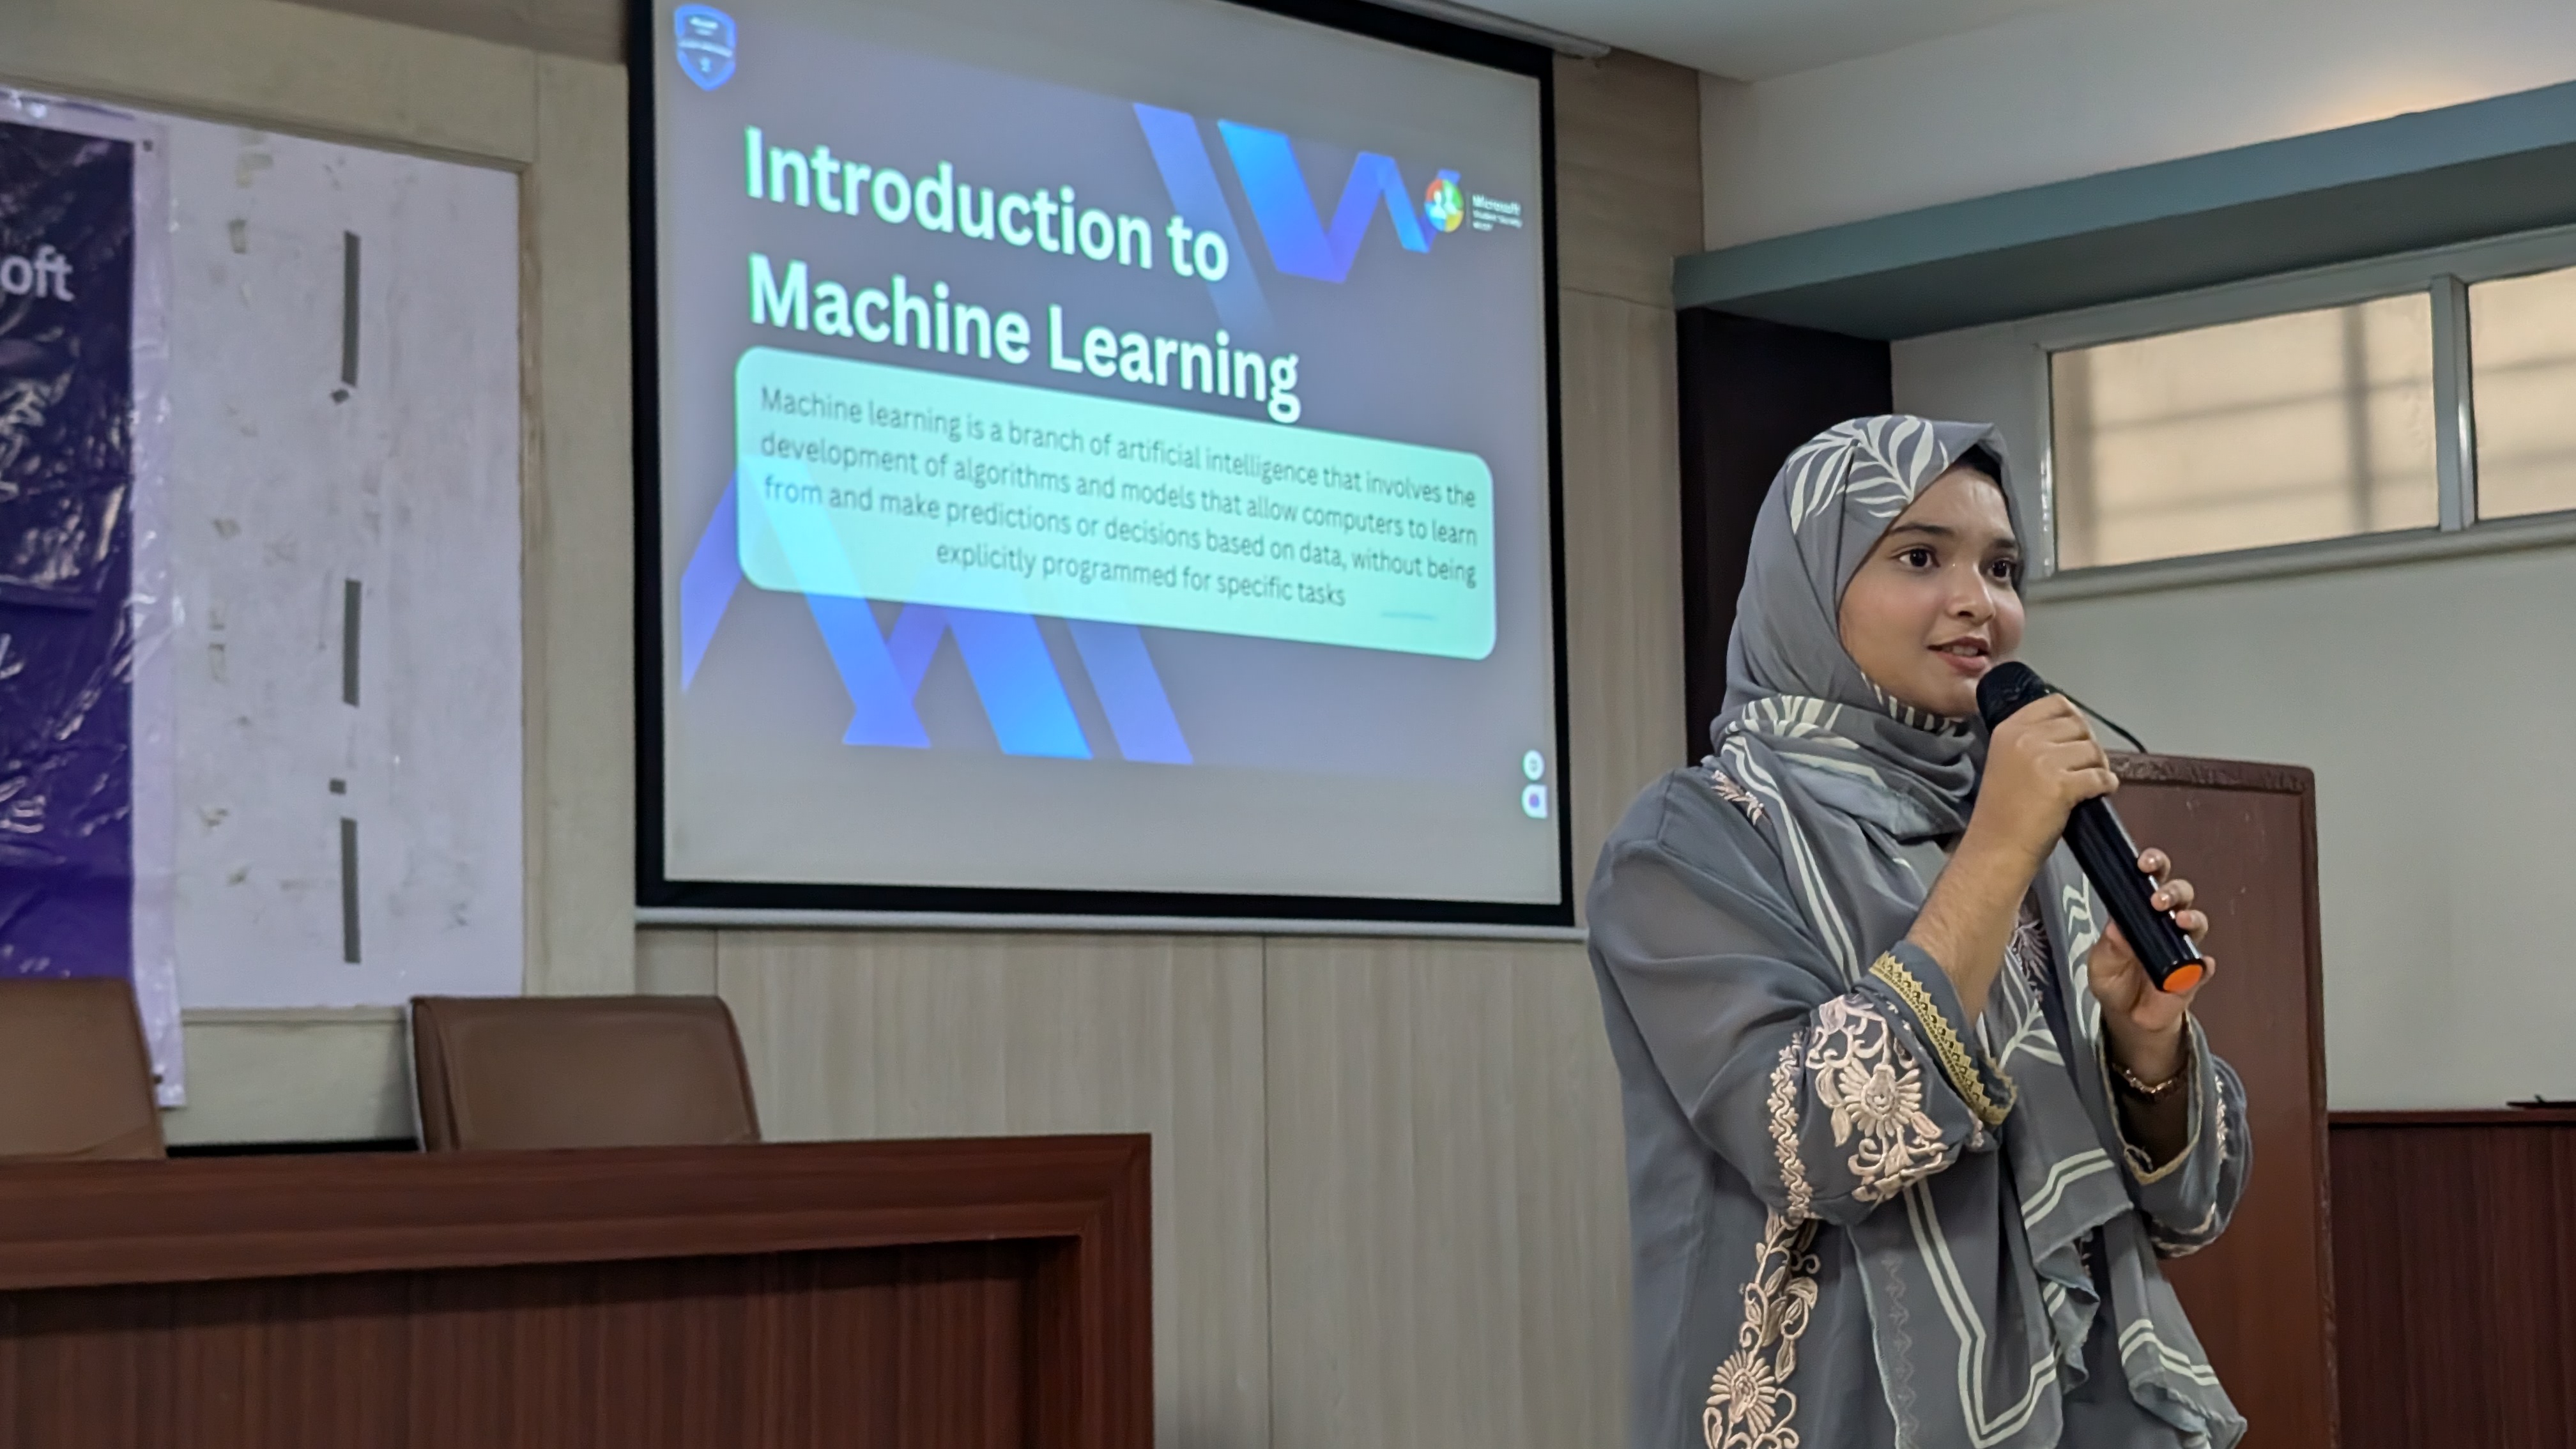 oft
Introduction to
Machine Learning
Microsoft
Machine learning is a branch of artificial intelligence that involves the
development of algorithms and models that allow computers to learn
from and make predictions or decisions based on data, without being
explicitly programmed for specific tasks